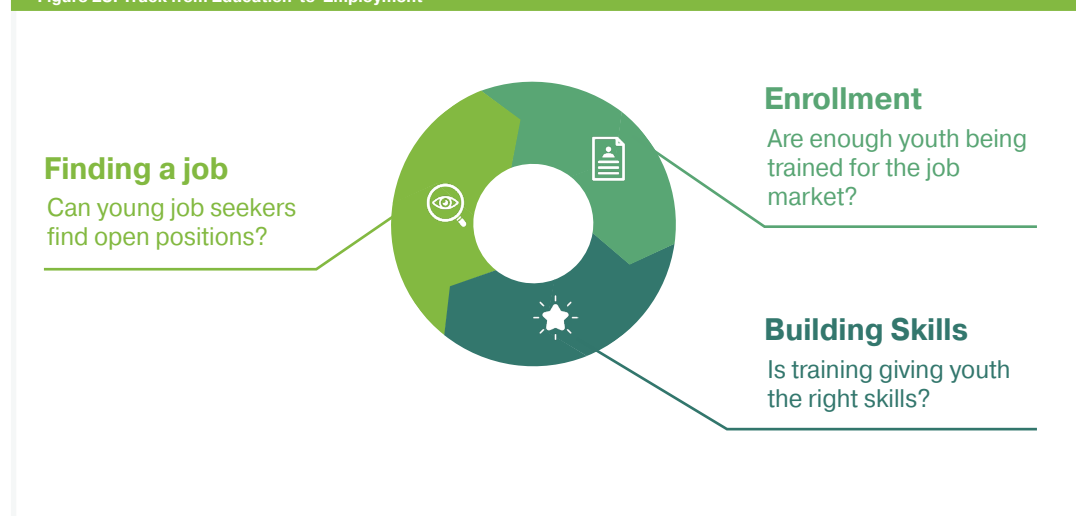 Finding a job
Can young job seekers
find open positions?
Enrollment
Are enough youth being
trained for the job
market?
Building Skills
Is training giving youth
the right skills?